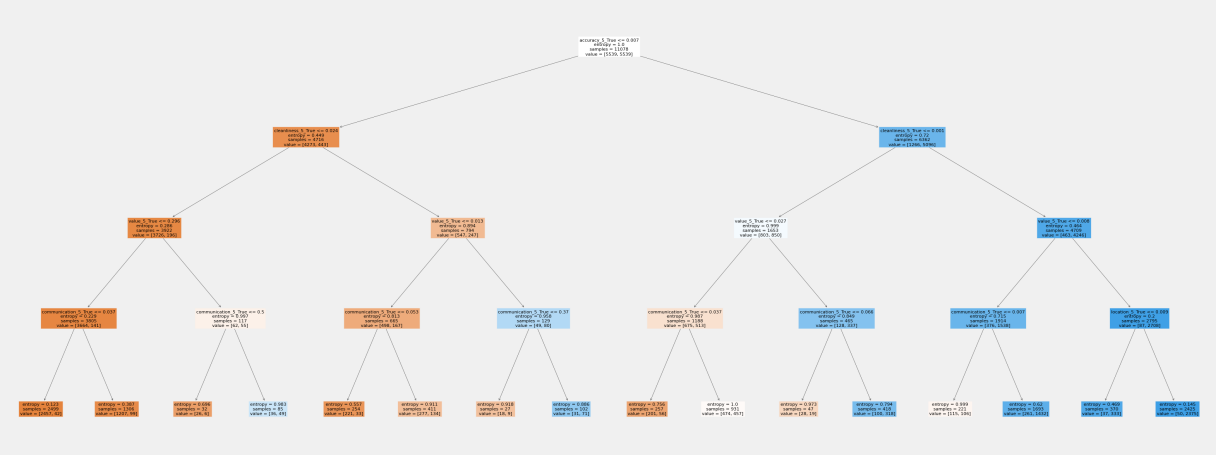 accuracy_5_True <= 0.007
entropy = 1.0
samples = 11078
value = [5539, 5539]
cleanliness_5_True <= 0.024
entropy = 0.449
samples = 4716
value = [4273, 443]
cleanliness_5_True <= 0.001
entropy = 0.72
samples = 6362
value = [1266, 5096]
value_5_True <= 0.296
entropy = 0.286
samples = 3922
value = [3726, 196]
value_5_True <= 0.013
entropy = 0.894
samples = 794
value = [547, 247]
value_5_True <= 0.027
entropy = 0.999
samples = 1653
value = [803, 850]
value_5_True <= 0.008
entropy = 0.464
samples = 4709
value = [463, 4246]
communication_5_True <= 0.037
entropy = 0.229
samples = 3805
value = [3664, 141]
communication_5_True <= 0.5
entropy = 0.997
samples = 117
value = [62, 55]
communication_5_True <= 0.053
entropy = 0.813
samples = 665
value = [498, 167]
communication_5_True <= 0.37
entropy = 0.958
samples = 129
value = [49, 80]
communication_5_True <= 0.037
entropy = 0.987
samples = 1188
value = [675, 513]
communication_5_True <= 0.066
entropy = 0.849
samples = 465
value = [128, 337]
communication_5_True <= 0.007
entropy = 0.715
samples = 1914
value = [376, 1538]
location_5_True <= 0.009
entropy = 0.2
samples = 2795
value = [87, 2708]
entropy = 0.123
samples = 2499
value = [2457, 42]
entropy = 0.387
samples = 1306
value = [1207, 99]
entropy = 0.696
samples = 32
value = [26, 6]
entropy = 0.983
samples = 85
value = [36, 49]
entropy = 0.557
samples = 254
value = [221, 33]
entropy = 0.911
samples = 411
value = [277, 134]
entropy = 0.918
samples = 27
value = [18, 9]
entropy = 0.886
samples = 102
value = [31, 71]
entropy = 0.756
samples = 257
value = [201, 56]
entropy = 1.0
samples = 931
value = [474, 457]
entropy = 0.973
samples = 47
value = [28, 19]
entropy = 0.794
samples = 418
value = [100, 318]
entropy = 0.999
samples = 221
value = [115, 106]
entropy = 0.62
samples = 1693
value = [261, 1432]
entropy = 0.469
samples = 370
value = [37, 333]
entropy = 0.145
samples = 2425
value = [50, 2375]